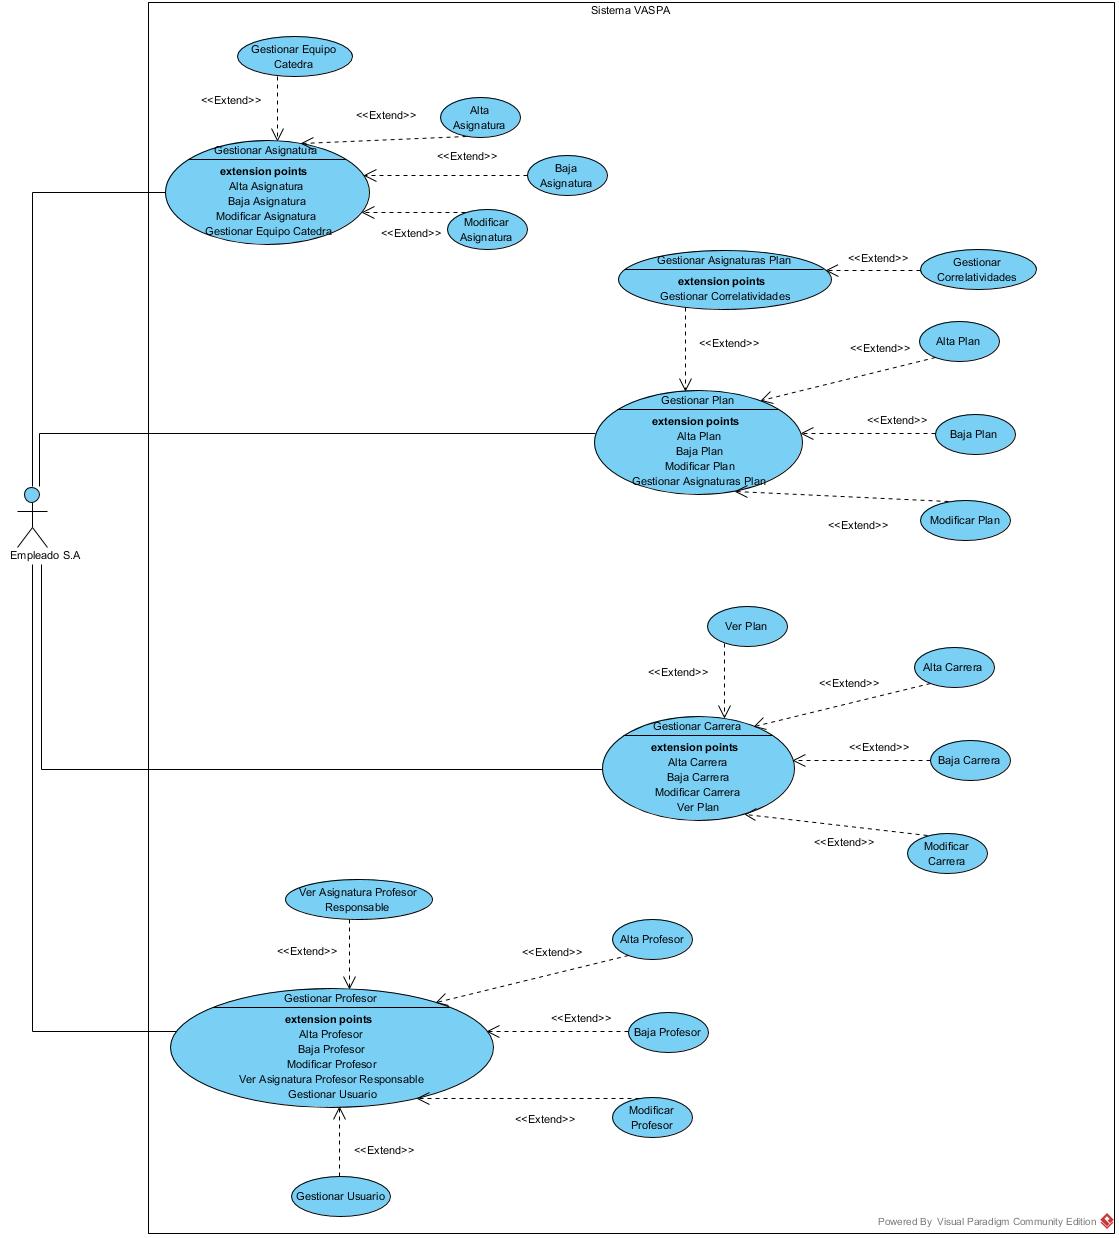 Sistema VASPA
Gestionar Equipo
Catedra
<<Extend>>
<<Extend>>
Alta
Asignatura
Gestionar Asignatura
extension points
Alta Asignatura
Baja Asignatura
Modificar Asignatura
Gestionar Equipo Catedra
<<Extend>>
Baja
Asignatura
<<Extend>>
Modificar
Asignatura
Gestionar Asignaturas Plan
extension points
Gestionar Correlatividades
<<Extend>>
Gestionar
Correlatividades
<<Extend>>
<<Extend>>
Alta Plan
Gestionar Plan
extension points
Alta Plan
Baja Plan
Modificar Plan
Gestionar Asignaturas Plan
<<Extend>>
Baja Plan
<<Extend>>
Modificar Plan
Empleado S.A
Ver Plan
<<Extend>>
<<Extend>>
Alta Carrera
Gestionar Carrera
extension points
Alta Carrera
Baja Carrera
Modificar Carrera
Ver Plan
<<Extend>>
Baja Carrera
<<Extend>>
Modificar
Carrera
Ver Asignatura Profesor
Responsable
<<Extend>>
<<Extend>>
Alta Profesor
Gestionar Profesor
extension points
Alta Profesor
Baja Profesor
Modificar Profesor
Ver Asignatura Profesor Responsable
Gestionar Usuario
<<Extend>>
Baja Profesor
<<Extend>>
Modificar
Profesor
<<Extend>>
Gestionar Usuario
Powered By Visual Paradigm Community Edition